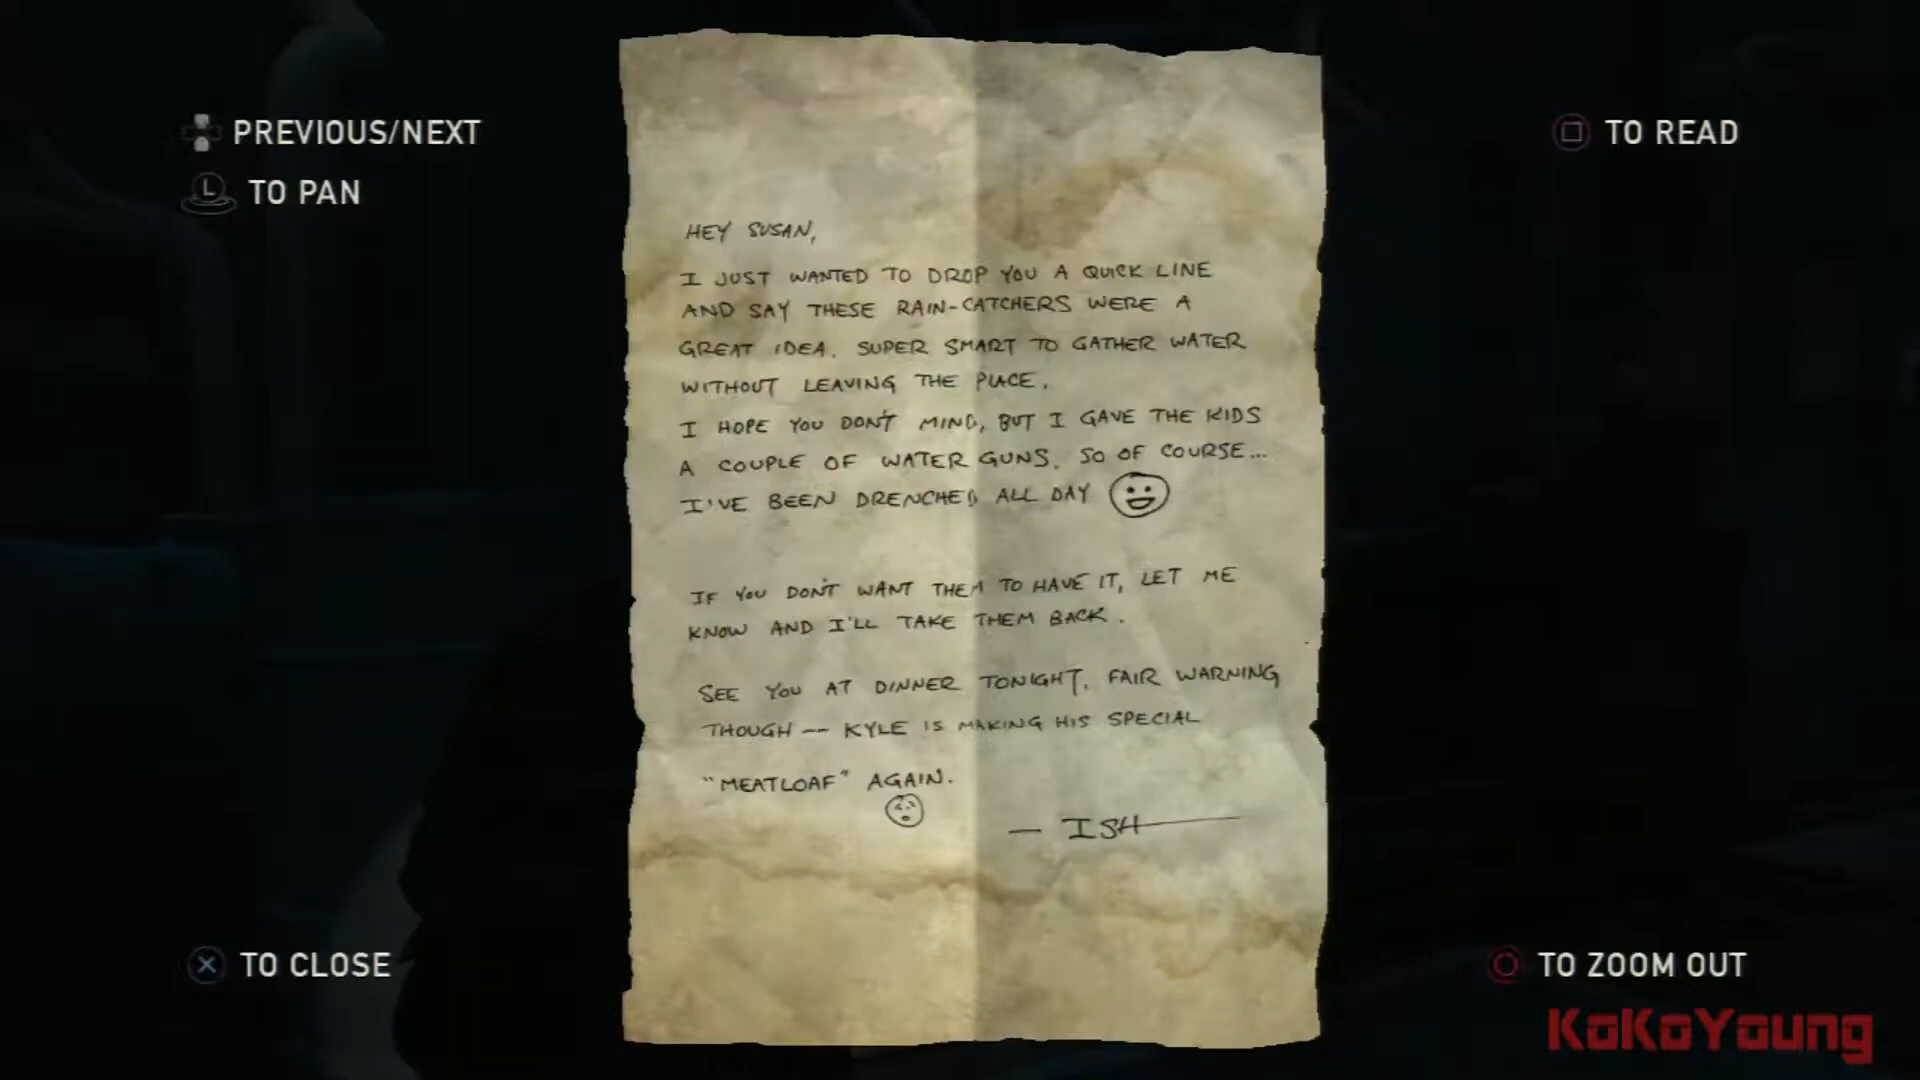 PREVIOUS/NEXT
L TO PAN
TO READ
HEY SUSAN,
I JUST WANTED TO DROP YOU A QUICK LINE
AND SAY THESE RAIN-CATCHERS WERE A
GREAT IDEA. SUPER SMART TO GATHER WATER
WITHOUT LEAVING THE PLACE.
I HOPE YOU DON'T MIND, BUT I GAVE THE KIDS
A COUPLE OF WATER GUNS. SO OF COURSE...
I'VE BEEN DRENCHED ALL DAY
IF YOU DON'T WANT THEM TO HAVE IT, LET ME
KNOW AND I'LL TAKE THEM BACK.
SEE YOU AT DINNER TONIGHT. FAIR WARNING
THOUGH -- KYLE IS MAKING HIS SPECIAL
"MEATLOAF" AGAIN.
- ISH
TO CLOSE
TO ZOOM OUT
KoKoYoung